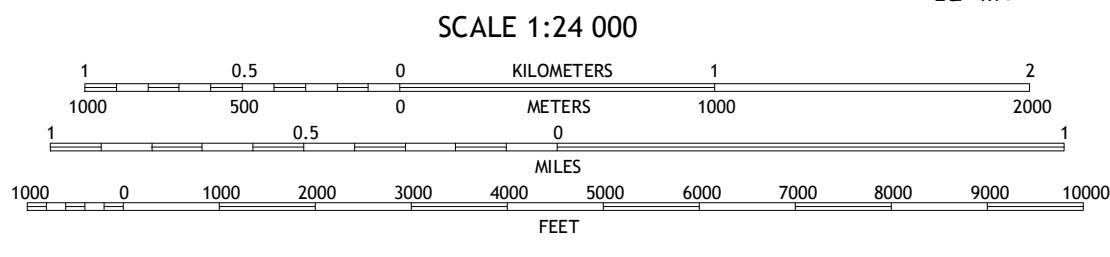 SCALE 1:24 000
1 0.5 0 KILOMETERS 1 2
1000 500 0 METERS 1000 2000
1 0.5 0 1
MILES
1000 0 1000 2000 3000 4000 5000 6000 7000 8000 9000 10000
FEET